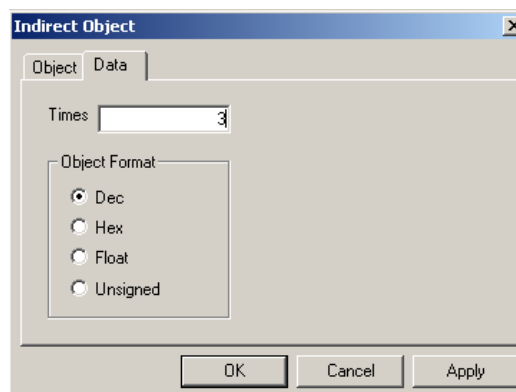 Indirect Object
Object Data
Times 3
Object Format
Dec
Hex
Float
Unsigned
OK Cancel Apply